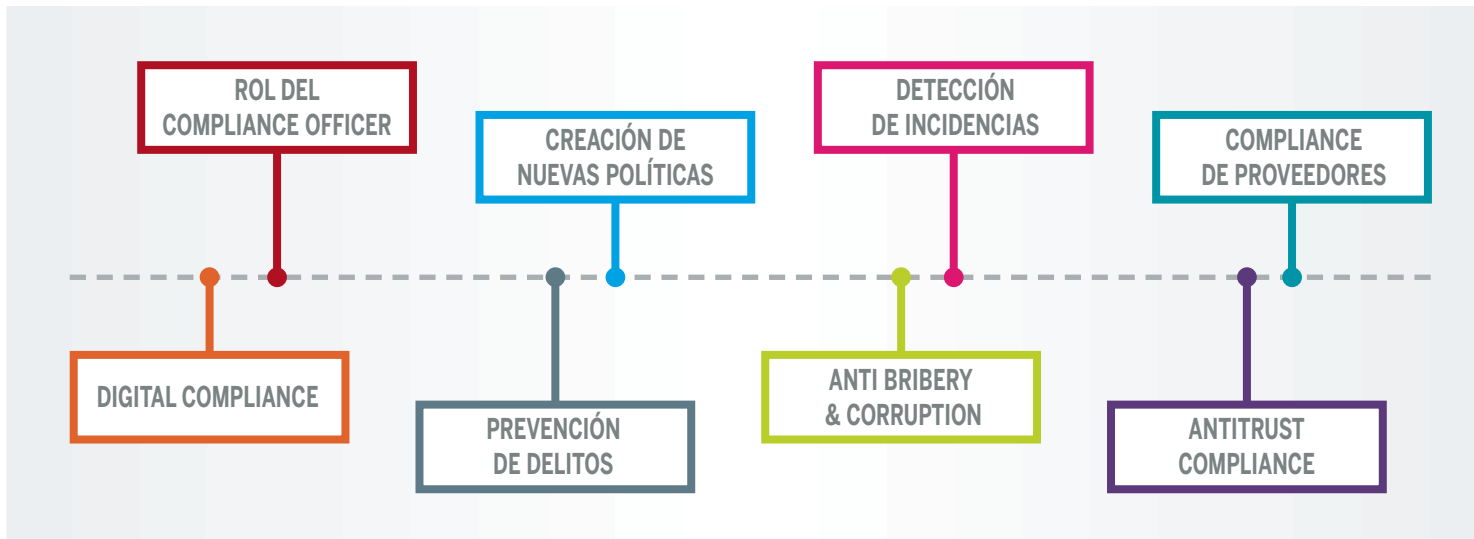 ROL DEL
COMPLIANCE OFFICER
CREACIÓN DE
NUEVAS POLÍTICAS
DETECCIÓN
DE INCIDENCIAS
COMPLIANCE
DE PROVEEDORES
DIGITAL COMPLIANCE
PREVENCIÓN
DE DELITOS
ANTI BRIBERY
& CORRUPTION
ANTITRUST
COMPLIANCE